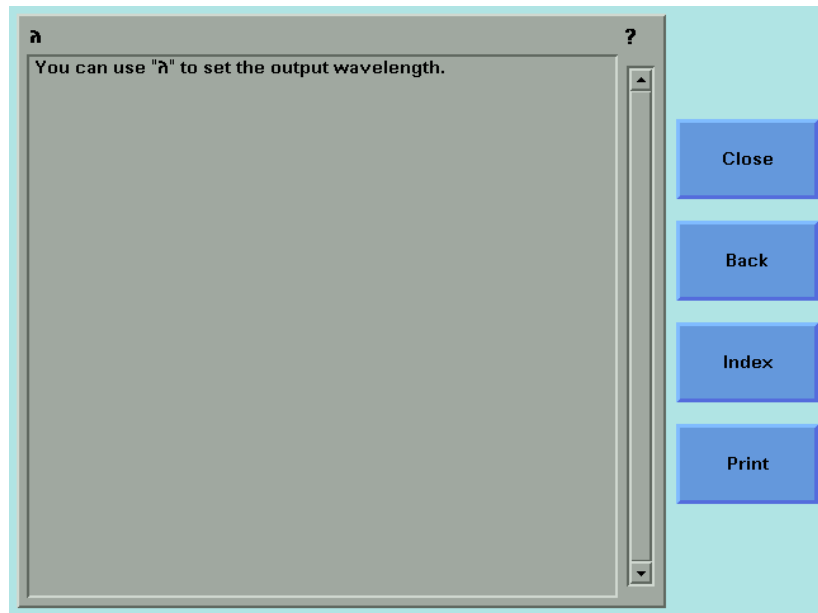 λ
?
You can use "λ" to set the output wavelength.
Close
Back
Index
Print